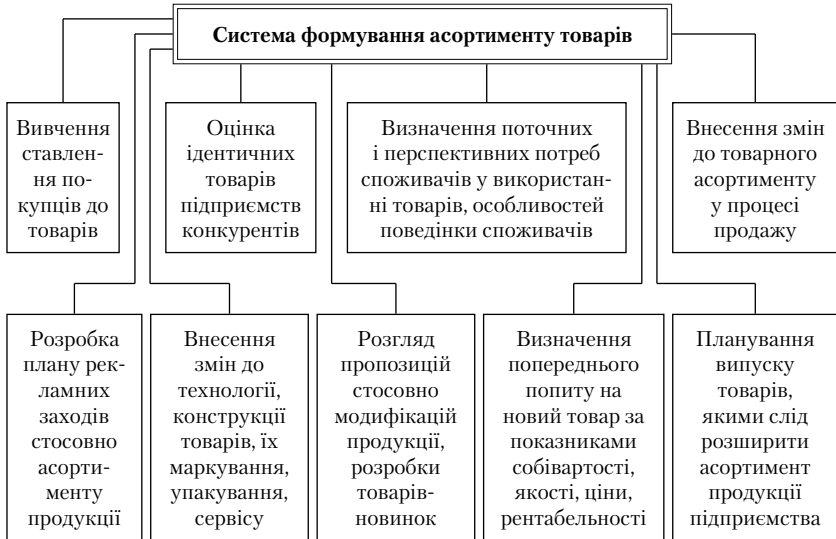 Система формування асортименту товарів
Вивчення
ставлен-
ня по-
купців до
товарів
Оцінка
ідентичних
товарів
підприємств
конкурентів
Визначення поточних
і перспективних потреб
споживачів у використан-
ні товарів, особливостей
поведінки споживачів
Внесення змін
до товарного
асортименту
у процесі
продажу
Розробка
плану рек-
ламних
заходів
стосовно
асорти-
менту
продукції
Внесення
змін до
технології,
конструкції
товарів, їх
маркування,
упакування,
сервісу
Розгляд
пропозицій
стосовно
модифікацій
продукції,
розробки
товарів-
новинок
Визначення
попереднього
попиту на
новий товар за
показниками
собівартості,
якості, ціни,
рентабельності
Планування
випуску
товарів,
якими слід
розширити
асортимент
продукції
підприємства